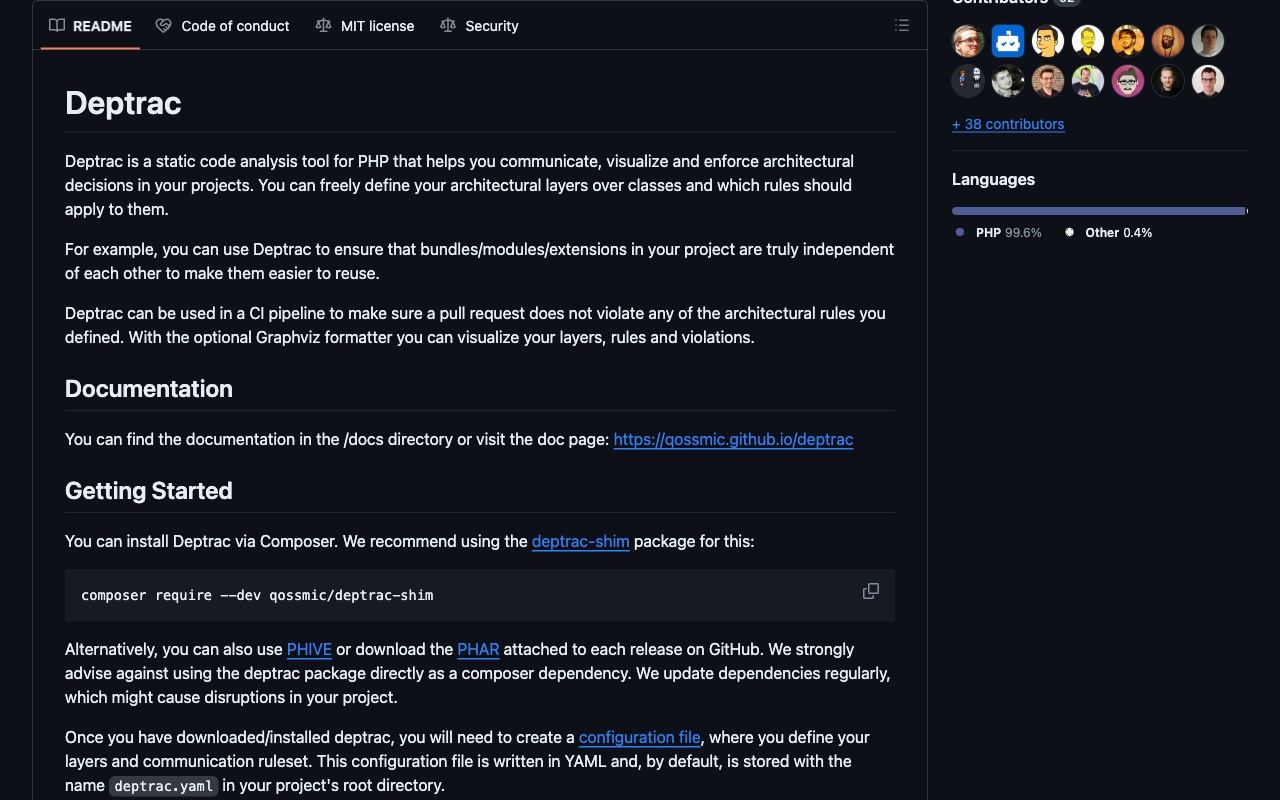 README
Code of conduct
MIT license
Security
Deptrac
Deptrac is a static code analysis tool for PHP that helps you communicate, visualize and enforce architectural
decisions in your projects. You can freely define your architectural layers over classes and which rules should
apply to them.
For example, you can use Deptrac to ensure that bundles/modules/extensions in your project are truly independent
of each other to make them easier to reuse.
Deptrac can be used in a CI pipeline to make sure a pull request does not violate any of the architectural rules you
defined. With the optional Graphviz formatter you can visualize your layers, rules and violations.
Documentation
You can find the documentation in the /docs directory or visit the doc page: https://qossmic.github.io/deptrac
Getting Started
You can install Deptrac via Composer. We recommend using the deptrac-shim package for this:
composer require --dev qossmic/deptrac-shim
Alternatively, you can also use PHIVE or download the PHAR attached to each release on GitHub. We strongly
advise against using the deptrac package directly as a composer dependency. We update dependencies regularly,
which might cause disruptions in your project.
Once you have downloaded/installed deptrac, you will need to create a configuration file, where you define your
layers and communication ruleset. This configuration file is written in YAML and, by default, is stored with the
name deptrac.yaml in your project's root directory.
Contributors
+ 38 contributors
Languages
PHP 99.6%
Other 0.4%